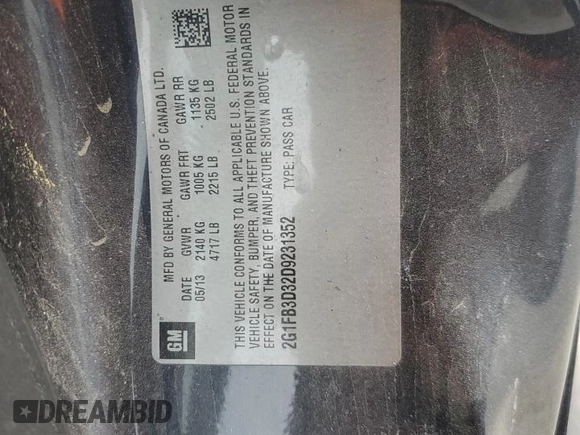 MFD BY GENERAL MOTORS OF CANADA LTD.
DATE GVWR GAWR FRT GAWR RR
05/13 2140 KG 1005 KG 1135 KG
4717 LB 2215 LB 2502 LB
THIS VEHICLE CONFORMS TO ALL APPLICABLE U.S. FEDERAL MOTOR
VEHICLE SAFETY, BUMPER, AND THEFT PREVENTION STANDARDS IN
EFFECT ON THE DATE OF MANUFACTURE SHOWN ABOVE.
2G1FB3D32D9231352 TYPE: PASS CAR
GM
DREAMBID